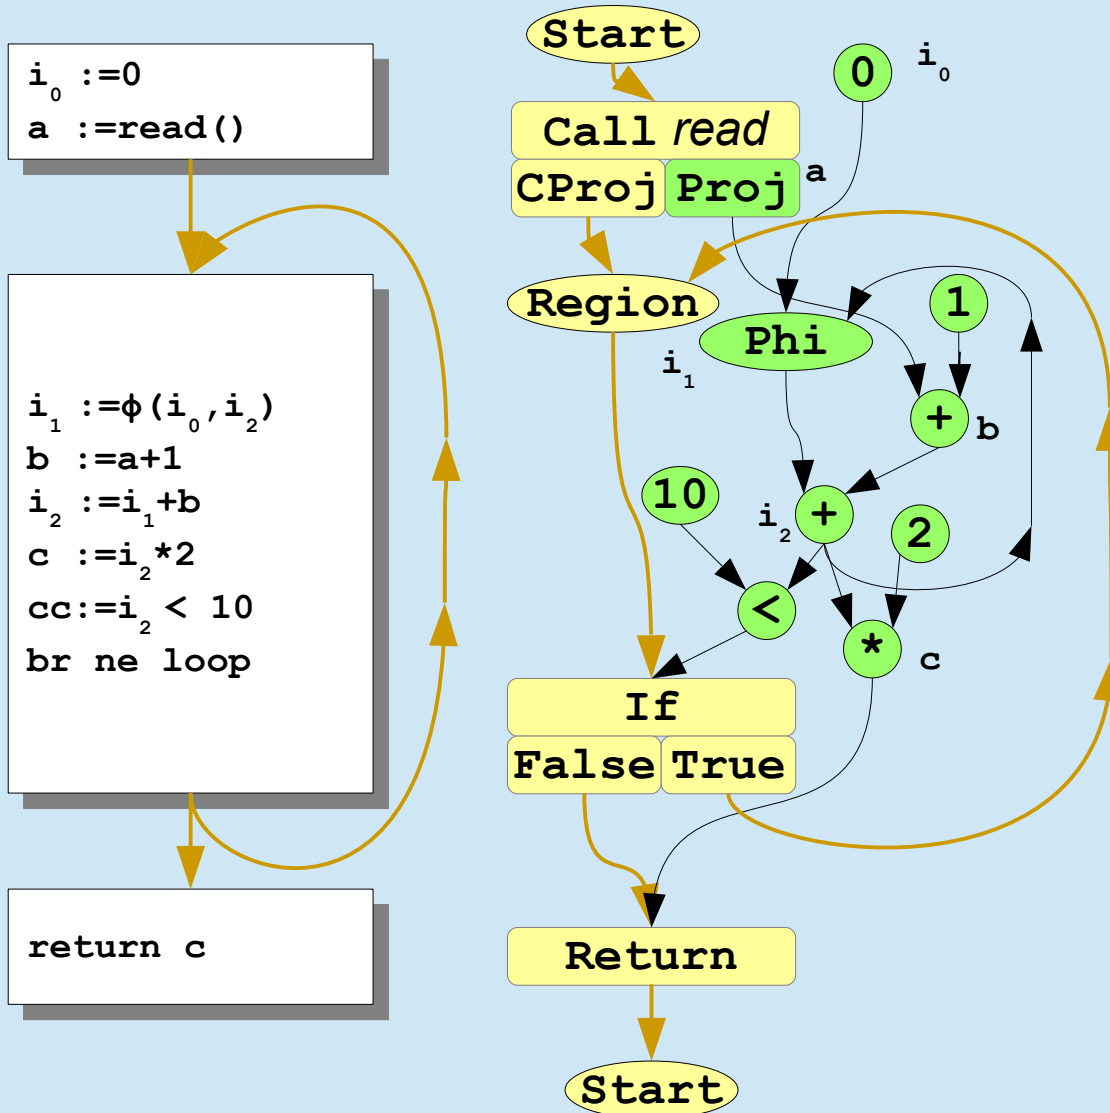 i₀ :=0
a :=read()
i₁ :=ϕ(i₀,i₂)
b :=a+1
i₂ :=i₁+b
c :=i₂*2
cc:=i₂ < 10
br ne loop
return c
Start
0
i₀
Call read
CProj
Proj
a
Region
Phi
i₁
1
+
b
10
i₂
+
2
<
*
c
If
False
True
Return
Start